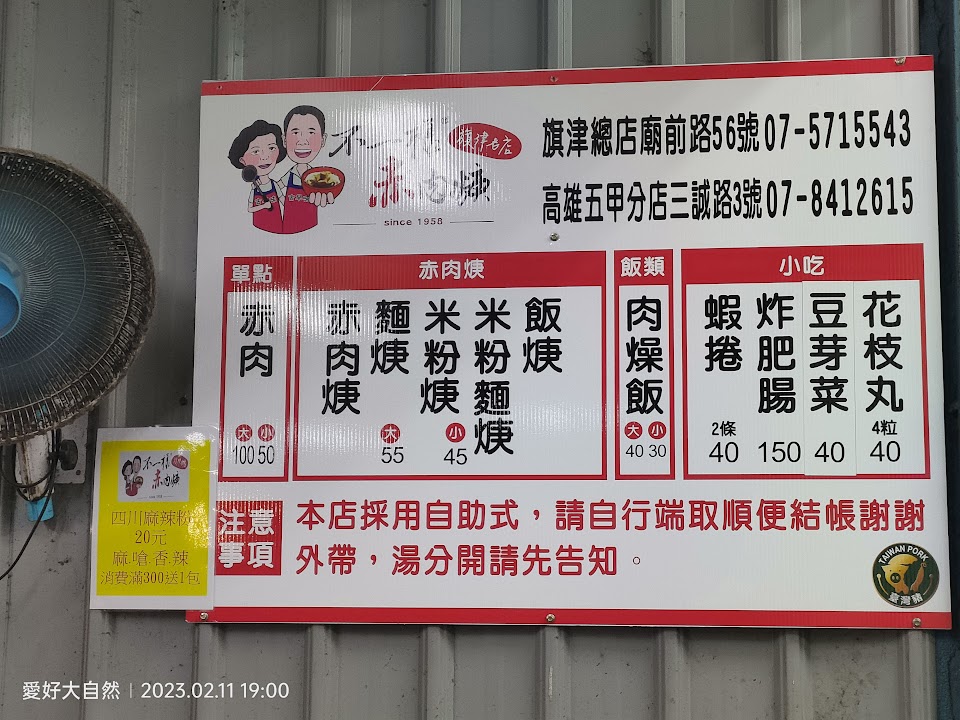 不一樣
旗津總店
赤肉焿
since 1958
旗津總店廟前路56號07-5715543
高雄五甲分店三誠路3號07-8412615
單點
赤肉
大 小
100 50
赤肉焿
赤肉焿
麵焿
米粉焿
米粉麵焿
飯焿
大 小
55 45
飯類
肉燥飯
大 小
40 30
小吃
蝦捲
2條
40
炸肥腸
150
豆芽菜
40
花枝丸
4粒
40
注意事項
本店採用自助式，請自行端取順便結帳謝謝
外帶，湯分開請先告知。
TAIWAN PORK
臺灣豬
不一樣
赤肉焿
四川麻辣粉
20元
麻.嗆.香.辣
消費滿300送1包
愛好大自然 | 2023.02.11 19:00